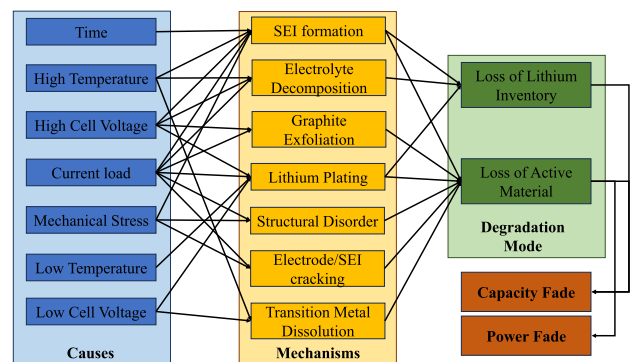 Time
High Temperature
High Cell Voltage
Current load
Mechanical Stress
Low Temperature
Low Cell Voltage
Causes
SEI formation
Electrolyte
Decomposition
Graphite
Exfoliation
Lithium Plating
Structural Disorder
Electrode/SEI
cracking
Transition Metal
Dissolution
Mechanisms
Loss of Lithium
Inventory
Loss of Active
Material
Degradation
Mode
Capacity Fade
Power Fade